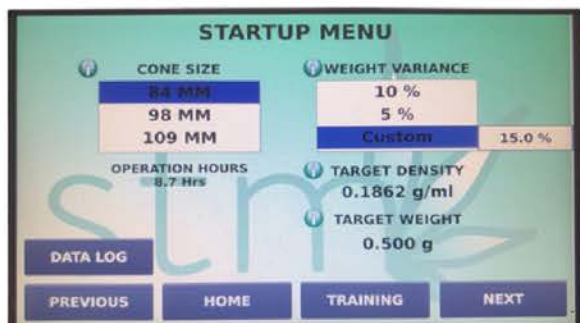 STARTUP MENU
CONE SIZE
84 MM
98 MM
109 MM
OPERATION HOURS
8.7 Hrs
WEIGHT VARIANCE
10 %
5 %
Custom 15.0 %
TARGET DENSITY
0.1862 g/ml
TARGET WEIGHT
0.500 g
stm
DATA LOG
PREVIOUS HOME TRAINING NEXT